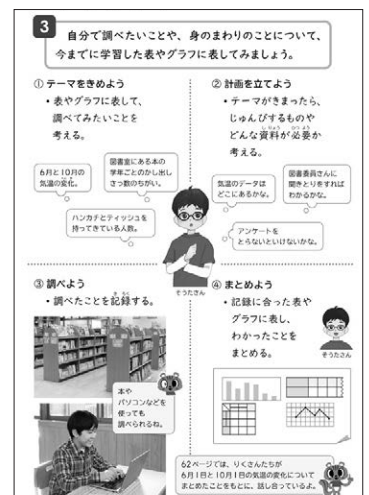 3
自分で調べたいことや、身のまわりのことについて、
今までに学習した表やグラフに表してみましょう。
① テーマをきめよう
・表やグラフに表して、
調べてみたいことを
考える。
6月と10月の
気温の変化。
図書室にある本の
学年ごとのかし出し
さっ数のちがい。
ハンカチとティッシュを
持ってきている人数。
② 計画を立てよう
・テーマがきまったら、
じゅんびするものや
どんな資料が必要か
考える。
気温のデータは
どこにあるかな。
図書委員さんに
聞きとりをすれば
わかるかな。
アンケートを
とらないといけないかな。
そうたさん
③ 調べよう
・調べたことを記録する。
本や
パソコンなどを
使っても
調べられるね。
④ まとめよう
・記録に合った表や
グラフに表し、
わかったことを
まとめる。
そうたさん
62ページでは、りくさんたちが
6月1日と10月1日の気温の変化について
まとめたことをもとに、話し合っているよ。